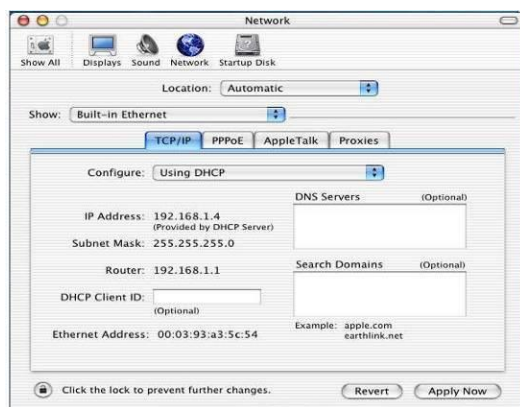 Network
Show All Displays Sound Network Startup Disk
Location: Automatic
Show: Built-in Ethernet
TCP/IP PPPoE AppleTalk Proxies
Configure: Using DHCP
DNS Servers (Optional)
IP Address: 192.168.1.4
(Provided by DHCP Server)
Subnet Mask: 255.255.255.0
Router: 192.168.1.1
Search Domains (Optional)
DHCP Client ID:
(Optional)
Example: apple.com
earthlink.net
Ethernet Address: 00:03:93:a3:5c:54
Click the lock to prevent further changes.
Revert Apply Now